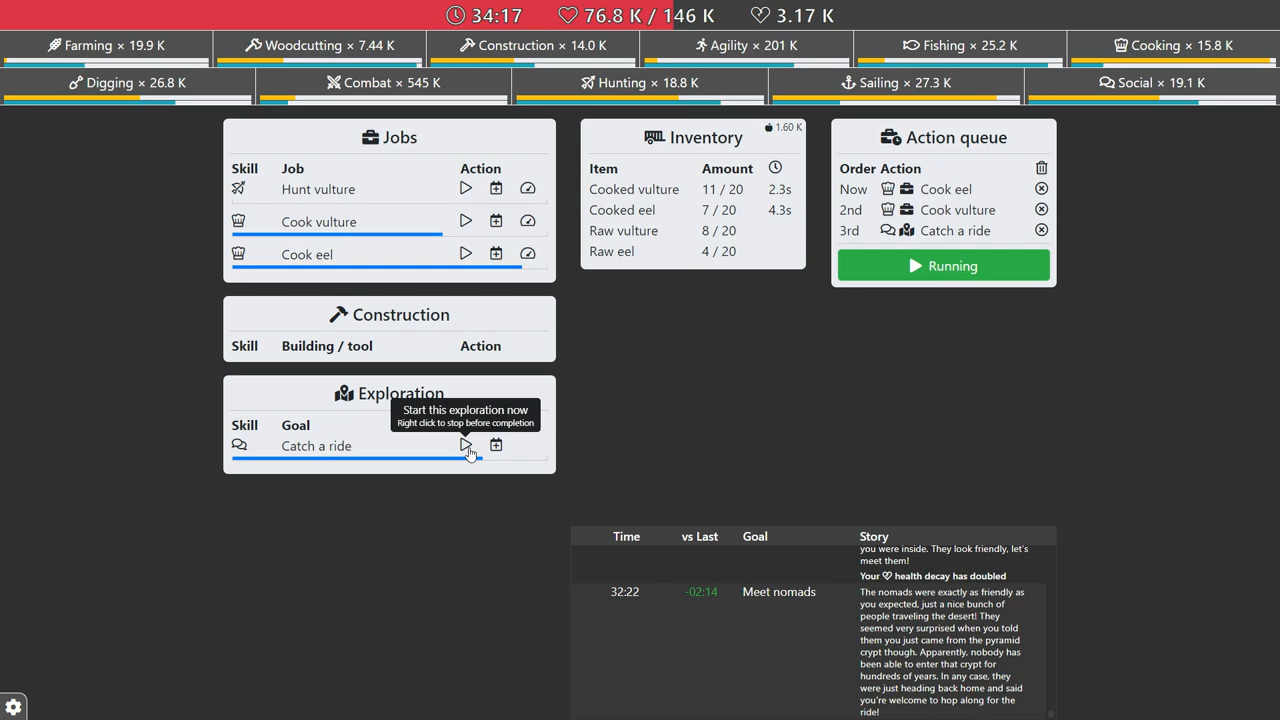 34:17 76.8 K / 146 K 3.17 K
Farming × 19.9 K Woodcutting × 7.44 K Construction × 14.0 K Agility × 201 K Fishing × 25.2 K Cooking × 15.8 K
Digging × 26.8 K Combat × 545 K Hunting × 18.8 K Sailing × 27.3 K Social × 19.1 K
Jobs
Skill Job Action
Hunt vulture
Cook vulture
Cook eel
Construction
Skill Building / tool Action
Exploration
Start this exploration now
Right click to stop before completion
Skill Goal
Catch a ride
1.60 K
Inventory
Item Amount
Cooked vulture 11 / 20 2.3s
Cooked eel 7 / 20 4.3s
Raw vulture 8 / 20
Raw eel 4 / 20
Action queue
Order Action
Now Cook eel
2nd Cook vulture
3rd Catch a ride
Running
Time vs Last Goal Story
you were inside. They look friendly, let's
meet them!
Your health decay has doubled
32:22 -02:14 Meet nomads The nomads were exactly as friendly as
you expected, just a nice bunch of
people traveling the desert! They
seemed very surprised when you told
them you just came from the pyramid
crypt though. Apparently, nobody has
been able to enter that crypt for
hundreds of years. In any case, they
were just heading back home and said
you're welcome to hop along for the
ride!